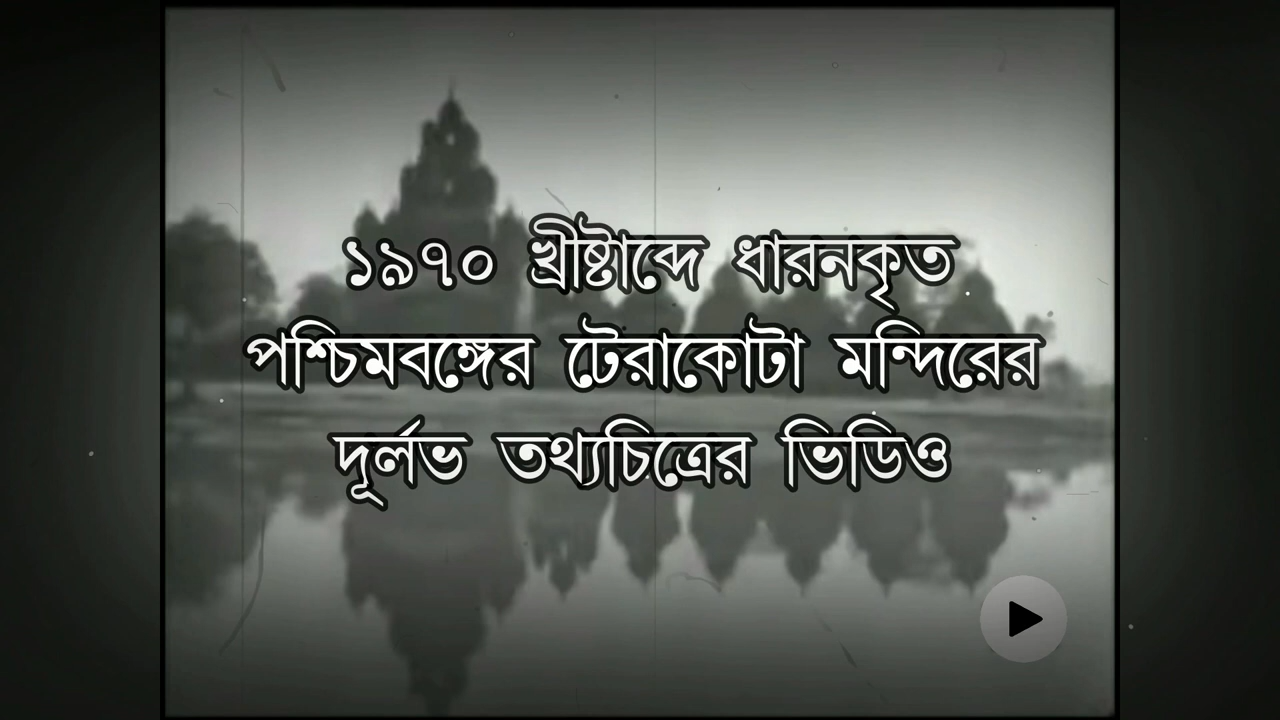 ১৯৭০ খ্রীষ্টাব্দে ধারনকৃত
পশ্চিমবঙ্গের টেরাকোটা মন্দিরের
দূর্লভ তথ্যচিত্রের ভিডিও